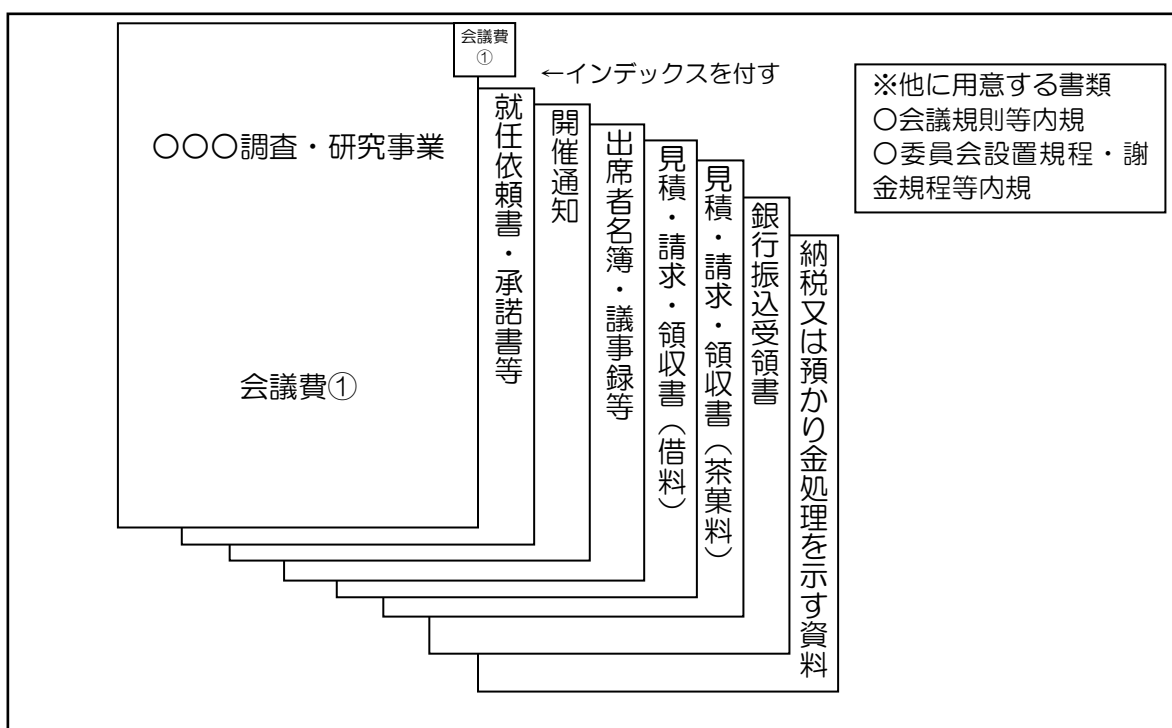 会議費
①
←インデックスを付す
〇〇〇調査・研究事業
会議費①
就任依頼書・承諾書等
開催通知
出席者名簿・議事録等
見積・請求・領収書（借料）
見積・請求・領収書（茶菓料）
銀行振込受領書
納税又は預かり金処理を示す資料
※他に用意する書類
〇会議規則等内規
〇委員会設置規程・謝
金規程等内規